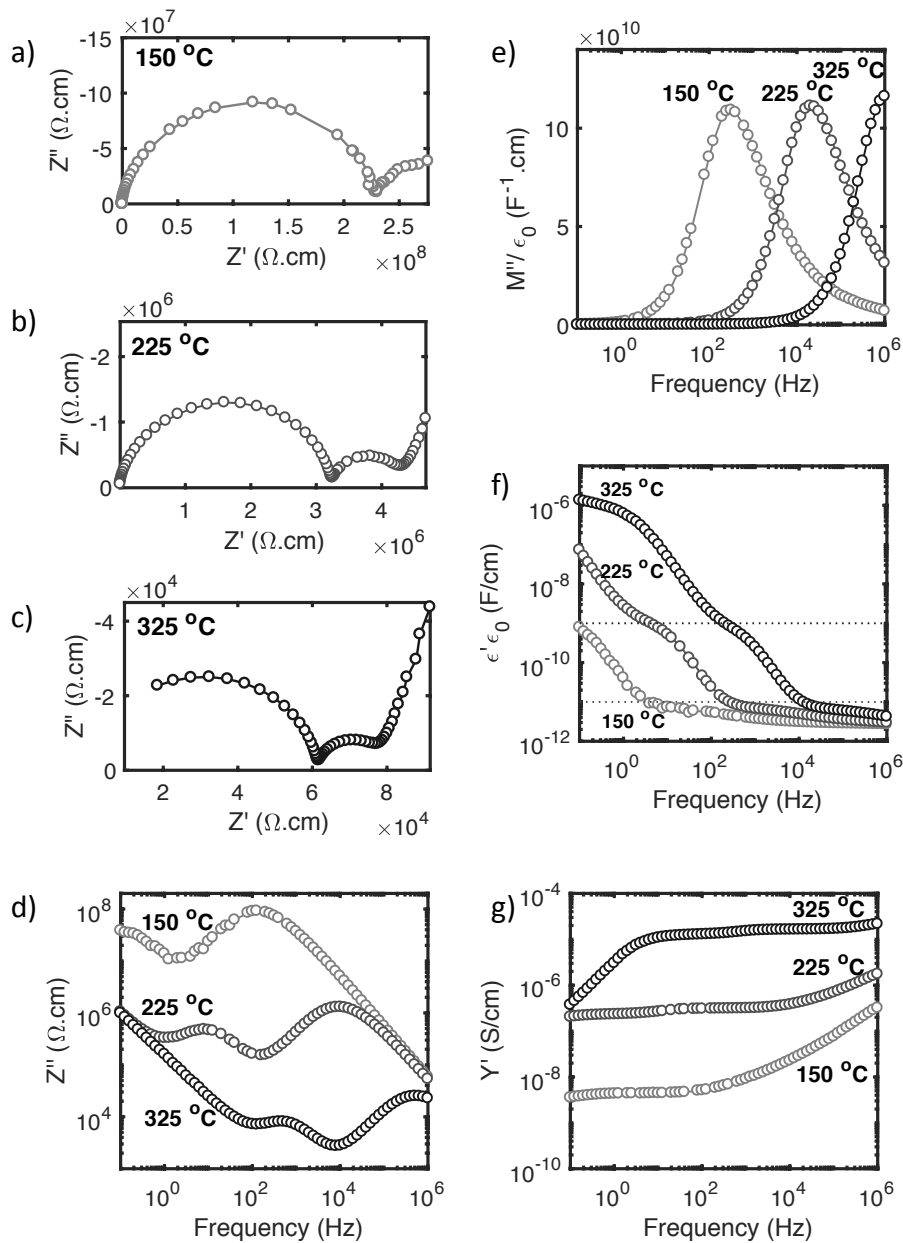 a)
×10⁷
150 °C
-15
-10
-5
0
Z'' (Ω.cm)
0 0.5 1 1.5 2 2.5
Z' (Ω.cm)
×10⁸
b)
×10⁶
225 °C
-2
-1
0
Z'' (Ω.cm)
1 2 3 4
Z' (Ω.cm)
×10⁶
c)
×10⁴
325 °C
-4
-2
0
Z'' (Ω.cm)
2 4 6 8
Z' (Ω.cm)
×10⁴
d)
10⁸
10⁶
10⁴
Z'' (Ω.cm)
150 °C
225 °C
325 °C
10⁰ 10² 10⁴ 10⁶
Frequency (Hz)
e)
×10¹⁰
10
5
0
M''/ ϵ₀ (F⁻¹.cm)
150 °C
225 °C
325 °C
10⁰ 10² 10⁴ 10⁶
Frequency (Hz)
f)
10⁻⁶
10⁻⁸
10⁻¹⁰
10⁻¹²
ϵ' ϵ₀ (F/cm)
325 °C
225 °C
150 °C
10⁰ 10² 10⁴ 10⁶
Frequency (Hz)
g)
10⁻⁴
10⁻⁶
10⁻⁸
10⁻¹⁰
Y' (S/cm)
325 °C
225 °C
150 °C
10⁰ 10² 10⁴ 10⁶
Frequency (Hz)